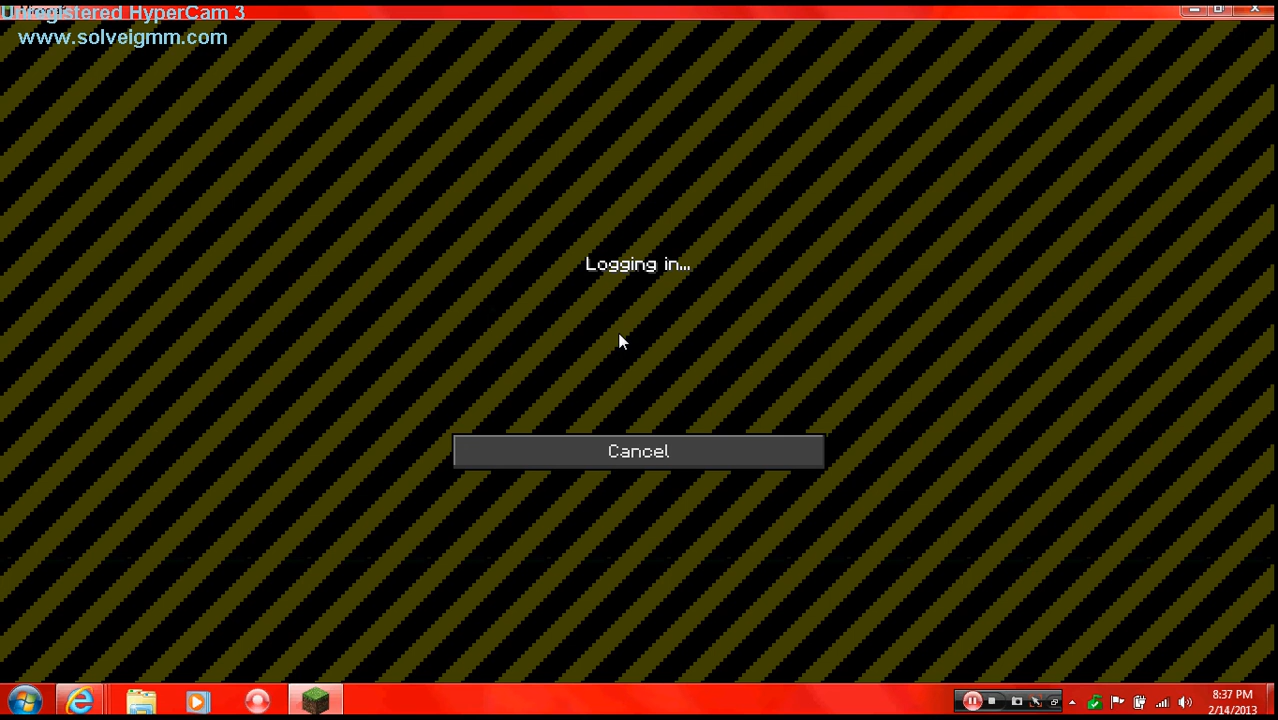 Unregistered HyperCam 3
www.solveigmm.com
Logging in...
Cancel
8:37 PM
2/14/2013